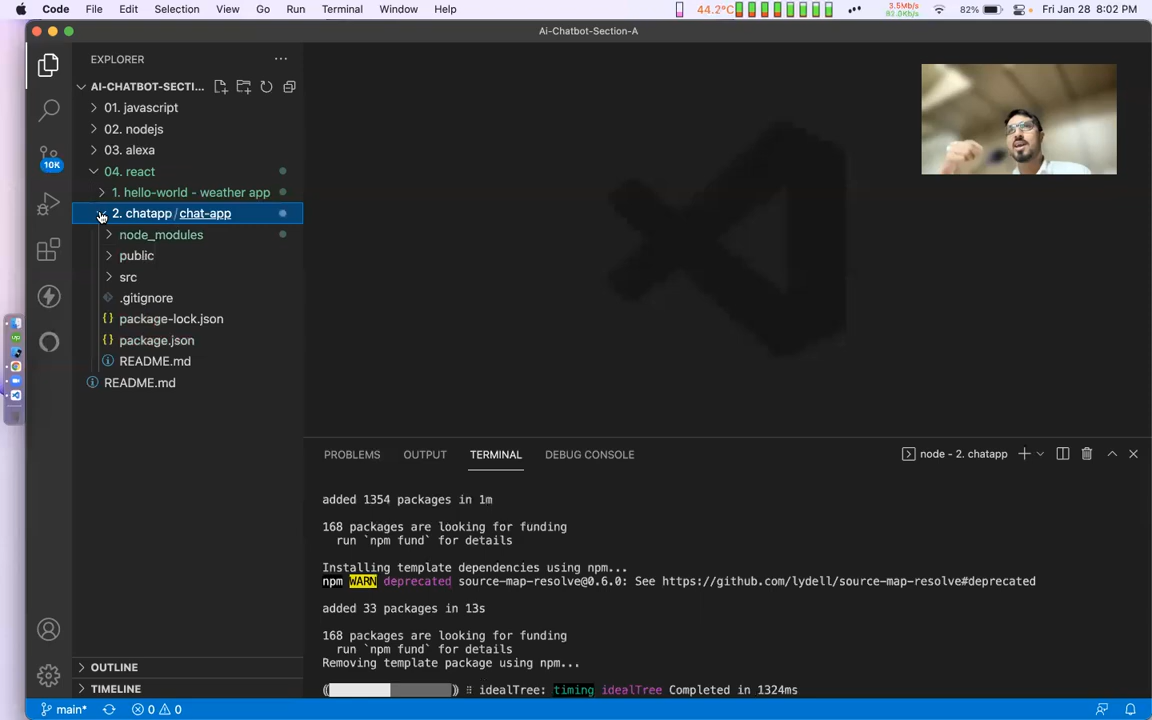 Code File Edit Selection View Go Run Terminal Window Help 44.2°C 3.5Mb/s 82% Fri Jan 28 8:02 PM
Ai-Chatbot-Section-A
EXPLORER
AI-CHATBOT-SECTI...
01. javascript
02. nodejs
03. alexa
04. react
1. hello-world - weather app
2. chatapp / chat-app
node_modules
public
src
.gitignore
{} package-lock.json
{} package.json
README.md
README.md
10K
OUTLINE
TIMELINE
PROBLEMS OUTPUT TERMINAL DEBUG CONSOLE node - 2. chatapp
added 1354 packages in 1m
168 packages are looking for funding
run `npm fund` for details
Installing template dependencies using npm...
npm WARN deprecated source-map-resolve@0.6.0: See https://github.com/lydell/source-map-resolve#deprecated
added 33 packages in 13s
168 packages are looking for funding
run `npm fund` for details
Removing template package using npm...
idealTree: timing idealTree Completed in 1324ms
main* 0 0